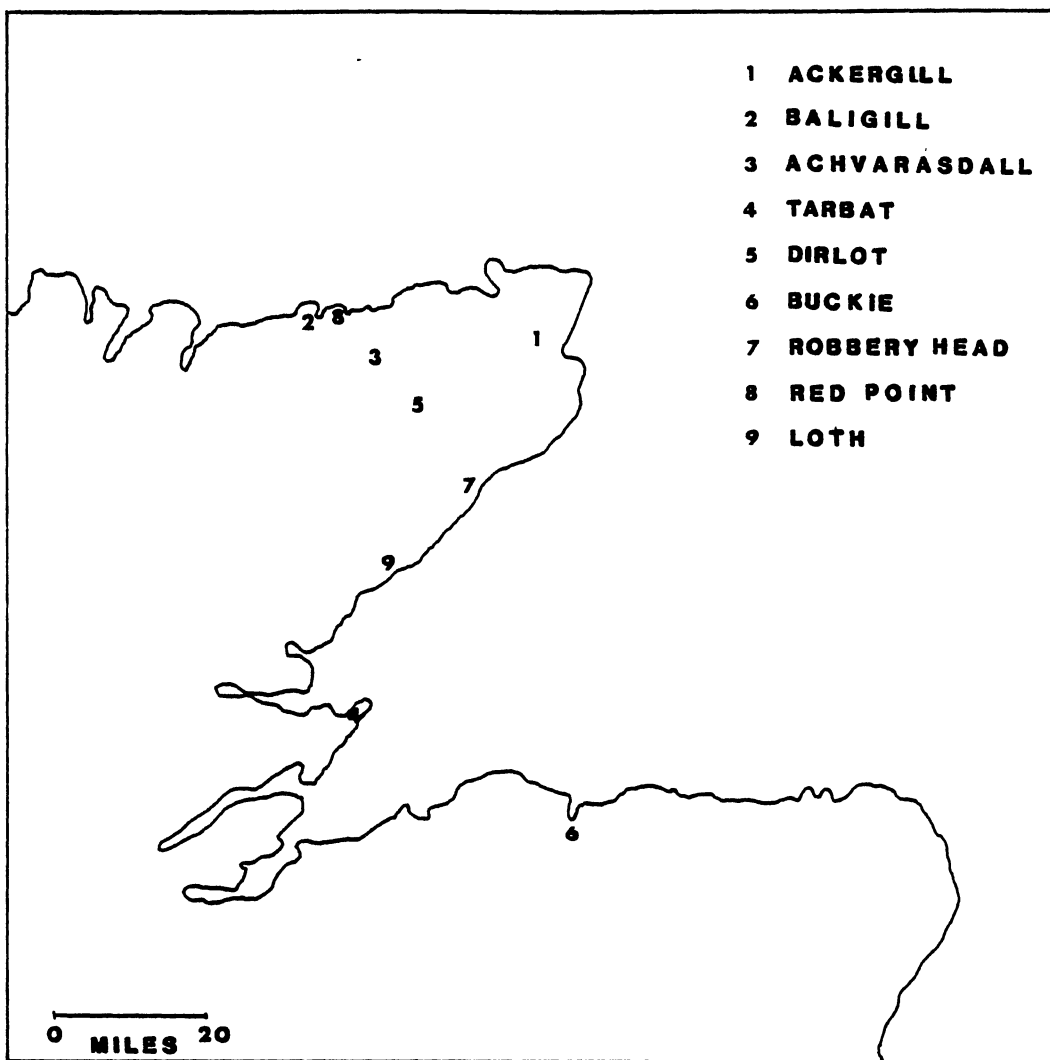 1 ACKERGILL
2 BALIGILL
3 ACHVARASDALL
4 TARBAT
5 DIRLOT
6 BUCKIE
7 ROBBERY HEAD
8 RED POINT
9 LOTH
2 8
1
3
5
7
9
4
6
0 20
MILES